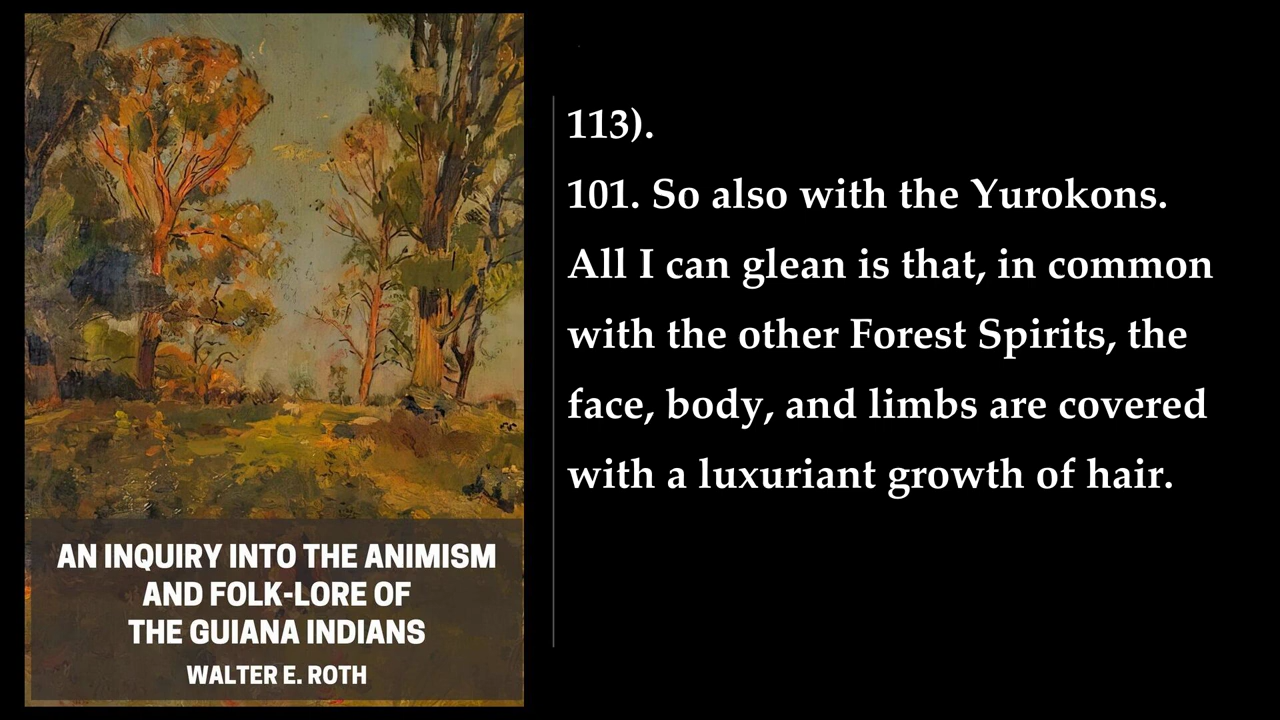 113).
101. So also with the Yurokons.
All I can glean is that, in common
with the other Forest Spirits, the
face, body, and limbs are covered
with a luxuriant growth of hair.
AN INQUIRY INTO THE ANIMISM
AND FOLK-LORE OF
THE GUIANA INDIANS
WALTER E. ROTH